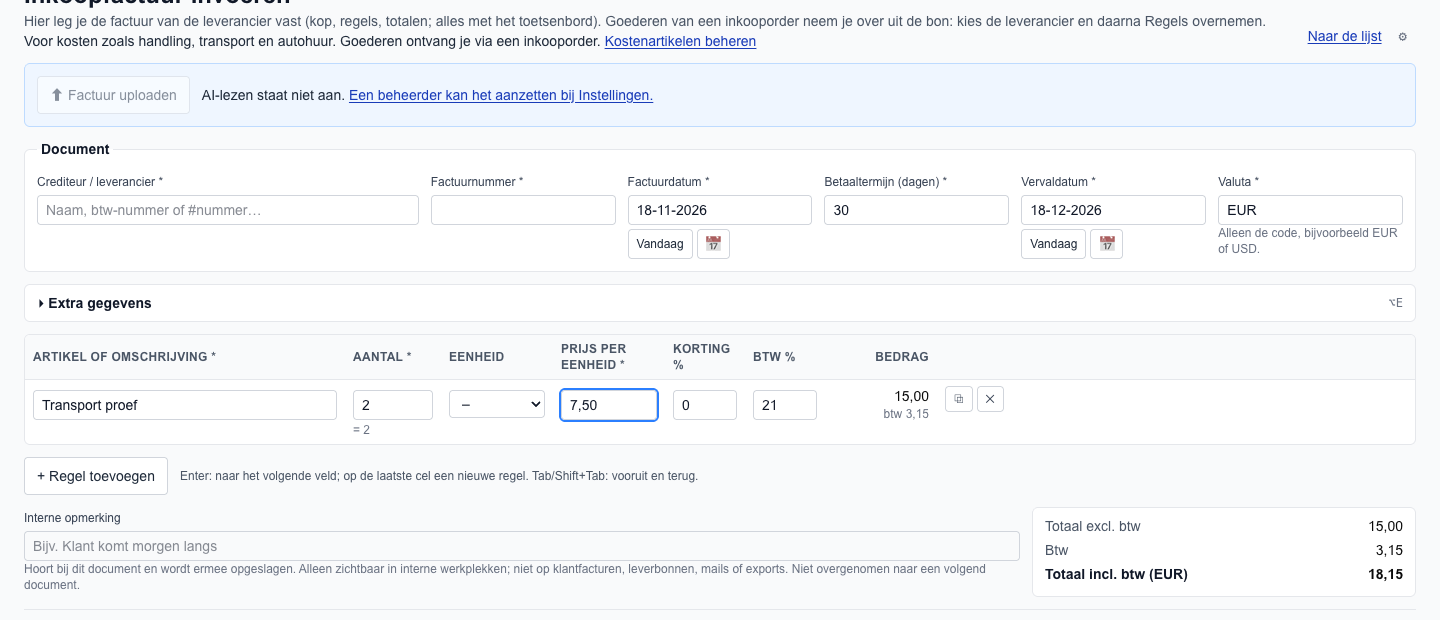 Inkoopfactuur invoeren
Hier leg je de factuur van de leverancier vast (kop, regels, totalen; alles met het toetsenbord). Goederen van een inkooporder neem je over uit de bon: kies de leverancier en daarna Regels overnemen.
Voor kosten zoals handling, transport en autohuur. Goederen ontvang je via een inkooporder. Kostenartikelen beheren
Naar de lijst
Factuur uploaden
AI-lezen staat niet aan. Een beheerder kan het aanzetten bij Instellingen.
Document
Crediteur / leverancier * Factuurnummer * Factuurdatum * Betaaltermijn (dagen) * Vervaldatum * Valuta *
Naam, btw-nummer of #nummer… 18-11-2026 30 18-12-2026 EUR
Vandaag Vandaag Alleen de code, bijvoorbeeld EUR
of USD.
Extra gegevens ⌥E
ARTIKEL OF OMSCHRIJVING * AANTAL * EENHEID PRIJS PER EENHEID * KORTING % BTW % BEDRAG
Transport proef 2 – 7,50 0 21 15,00
= 2 btw 3,15
+ Regel toevoegen Enter: naar het volgende veld; op de laatste cel een nieuwe regel. Tab/Shift+Tab: vooruit en terug.
Interne opmerking
Bijv. Klant komt morgen langs
Hoort bij dit document en wordt ermee opgeslagen. Alleen zichtbaar in interne werkplekken; niet op klantfacturen, leverbonnen, mails of exports. Niet overgenomen naar een volgend
document.
Totaal excl. btw 15,00
Btw 3,15
Totaal incl. btw (EUR) 18,15